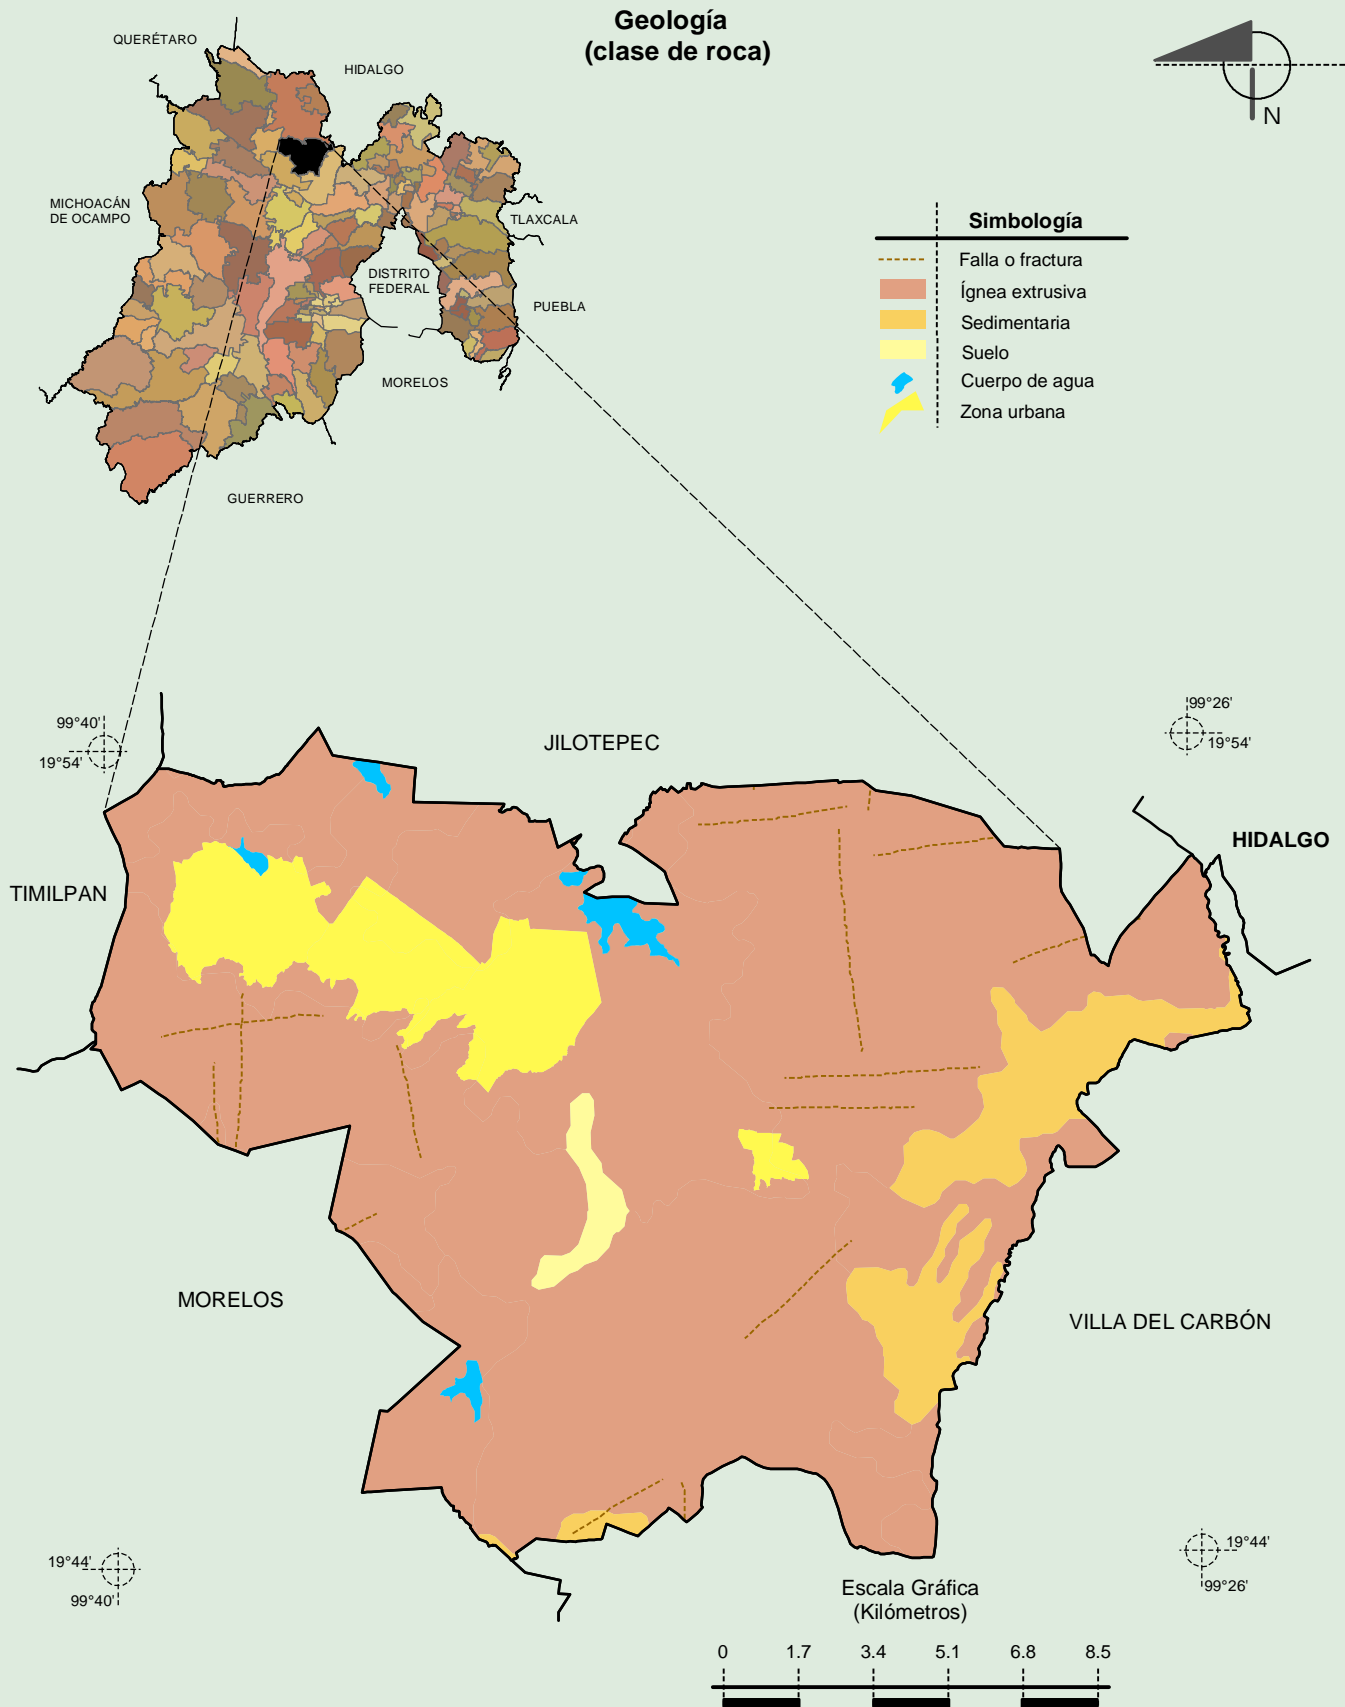 Geología
(clase de roca)
QUERÉTARO
HIDALGO
N
MICHOACÁN
DE OCAMPO
TLAXCALA
DISTRITO
FEDERAL
PUEBLA
MORELOS
GUERRERO
Simbología
Falla o fractura
Ígnea extrusiva
Sedimentaria
Suelo
Cuerpo de agua
Zona urbana
99°40'
19°54'
99°26'
19°54'
JILOTEPEC
HIDALGO
TIMILPAN
MORELOS
VILLA DEL CARBÓN
19°44'
99°40'
19°44'
99°26'
Escala Gráfica
(Kilómetros)
0 1.7 3.4 5.1 6.8 8.5